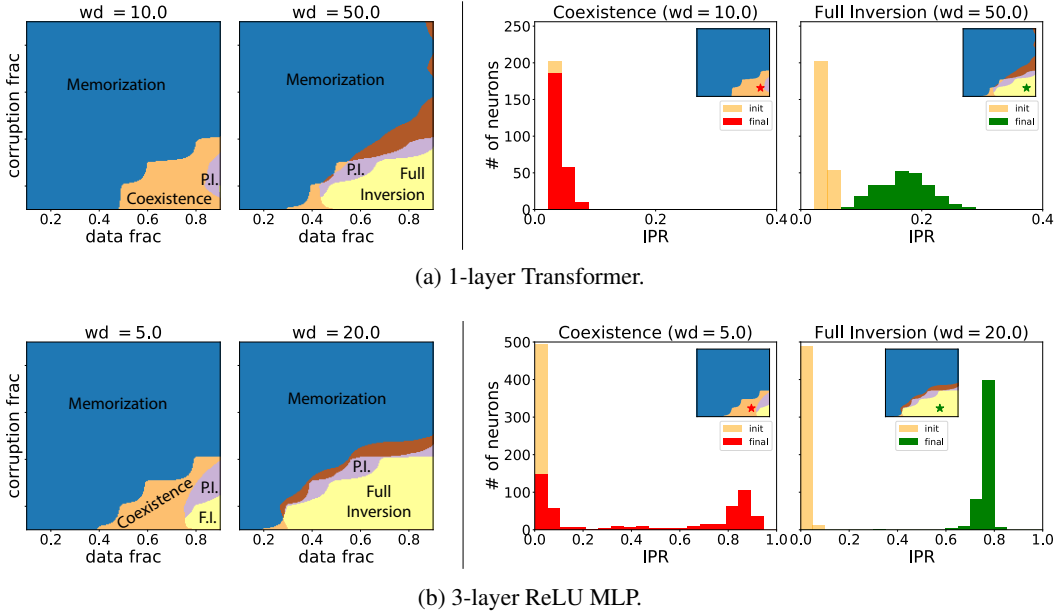 wd = 10.0
wd = 50.0
Coexistence (wd = 10.0)
Full Inversion (wd = 50.0)
corruption frac
Memorization
Coexistence
P.I.
0.2 0.4 0.6 0.8
data frac
Memorization
P.I.
Full
Inversion
0.2 0.4 0.6 0.8
data frac
# of neurons
250
200
150
100
50
0
init
final
0.0 0.2 0.4
IPR
init
final
0.2 0.4
IPR
(a) 1-layer Transformer.
wd = 5.0
wd = 20.0
Coexistence (wd = 5.0)
Full Inversion (wd = 20.0)
corruption frac
Memorization
Coexistence
P.I.
F.I.
0.2 0.4 0.6 0.8
data frac
Memorization
P.I.
Full
Inversion
0.2 0.4 0.6 0.8
data frac
# of neurons
500
400
300
200
100
0
init
final
0.0 0.2 0.4 0.6 0.8 1.0
IPR
init
final
0.0 0.2 0.4 0.6 0.8 1.0
IPR
(b) 3-layer ReLU MLP.